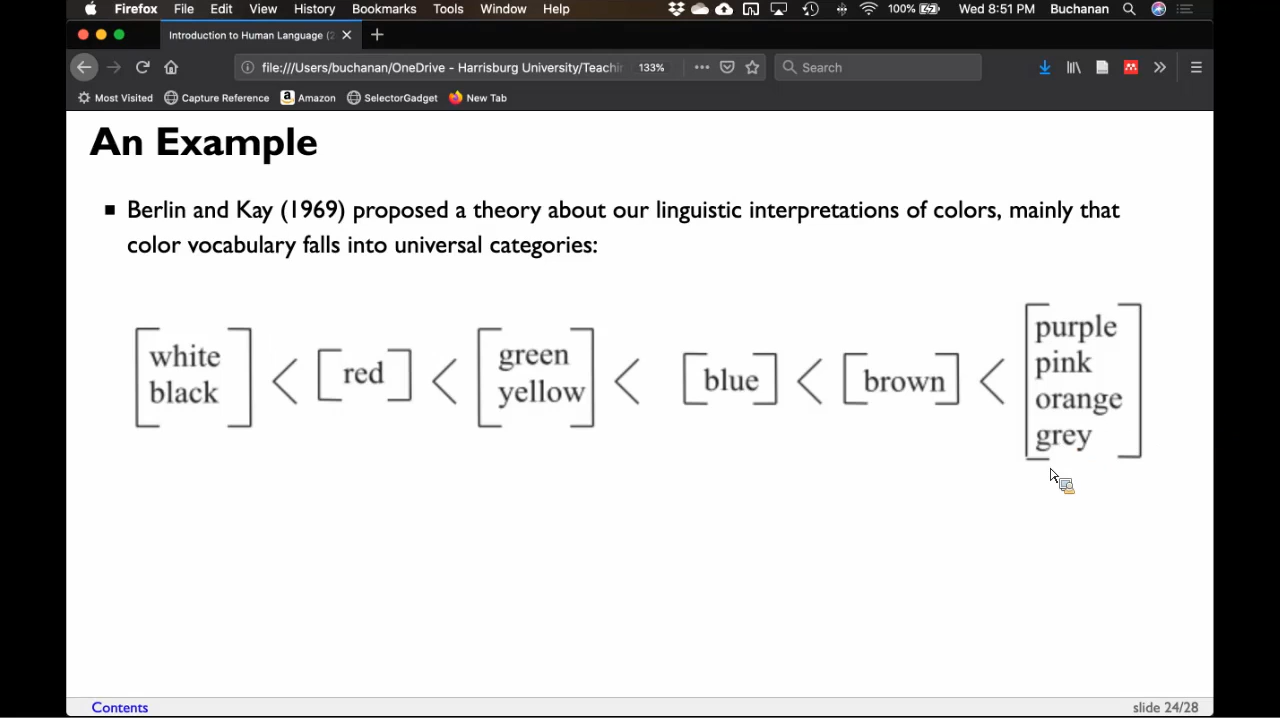 Firefox File Edit View History Bookmarks Tools Window Help 100% Wed 8:51 PM Buchanan
Introduction to Human Language (2
file:///Users/buchanan/OneDrive - Harrisburg University/Teachin 133% Search
Most Visited Capture Reference Amazon SelectorGadget New Tab
An Example
Berlin and Kay (1969) proposed a theory about our linguistic interpretations of colors, mainly that
color vocabulary falls into universal categories:
white
black
<
red
<
green
yellow
<
blue
<
brown
<
purple
pink
orange
grey
Contents slide 24/28